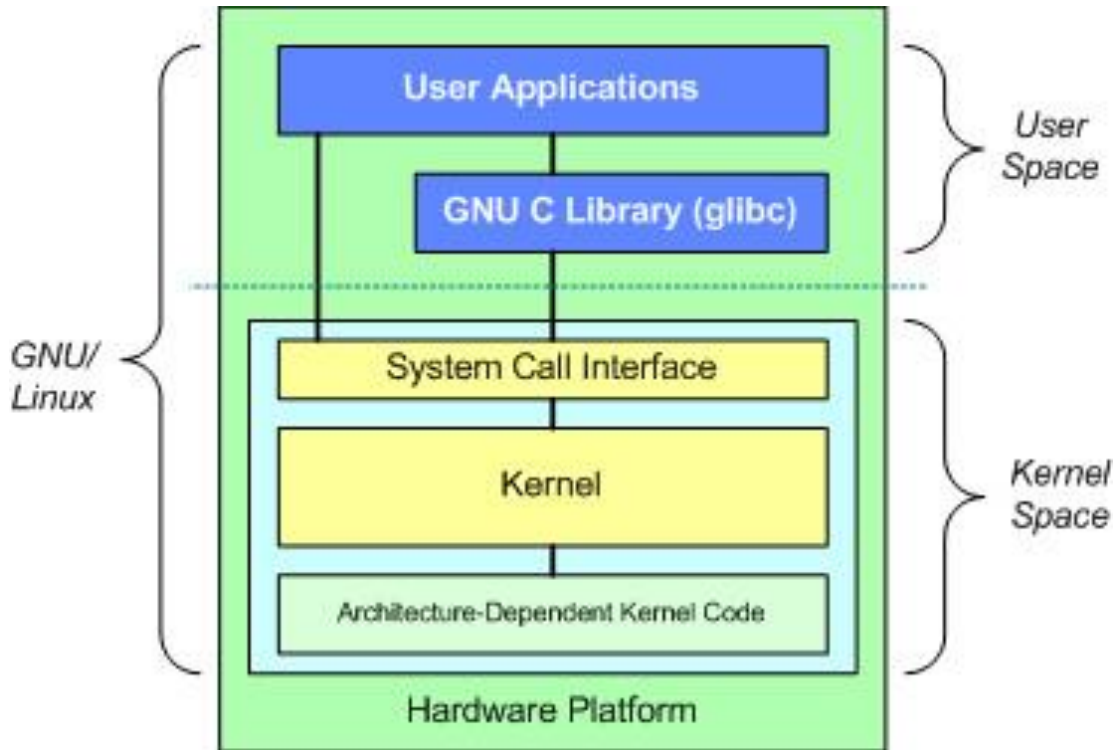 User Applications
User
Space
GNU C Library (glibc)
GNU/
Linux
System Call Interface
Kernel
Kernel
Space
Architecture-Dependent Kernel Code
Hardware Platform